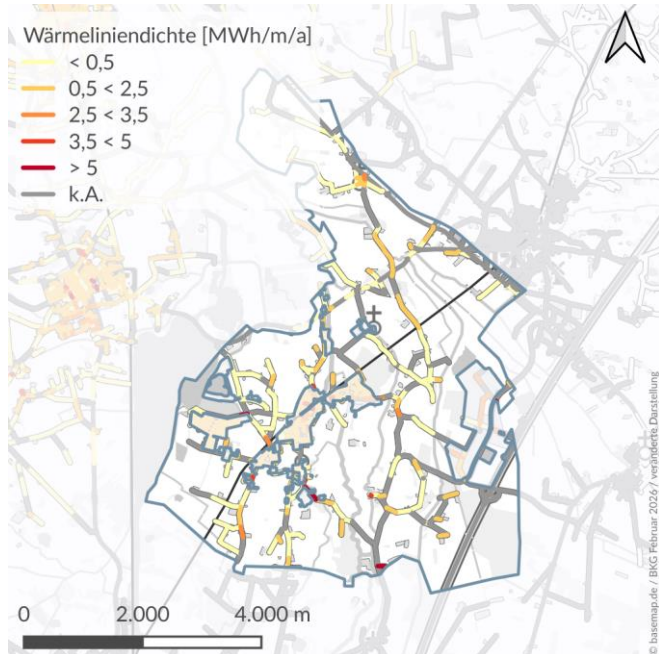 Wärmeliniendichte [MWh/m/a]
< 0,5
0,5 < 2,5
2,5 < 3,5
3,5 < 5
> 5
k.A.
0 2.000 4.000 m
© basemap.de / BKG Februar 2026 / veränderte Darstellung